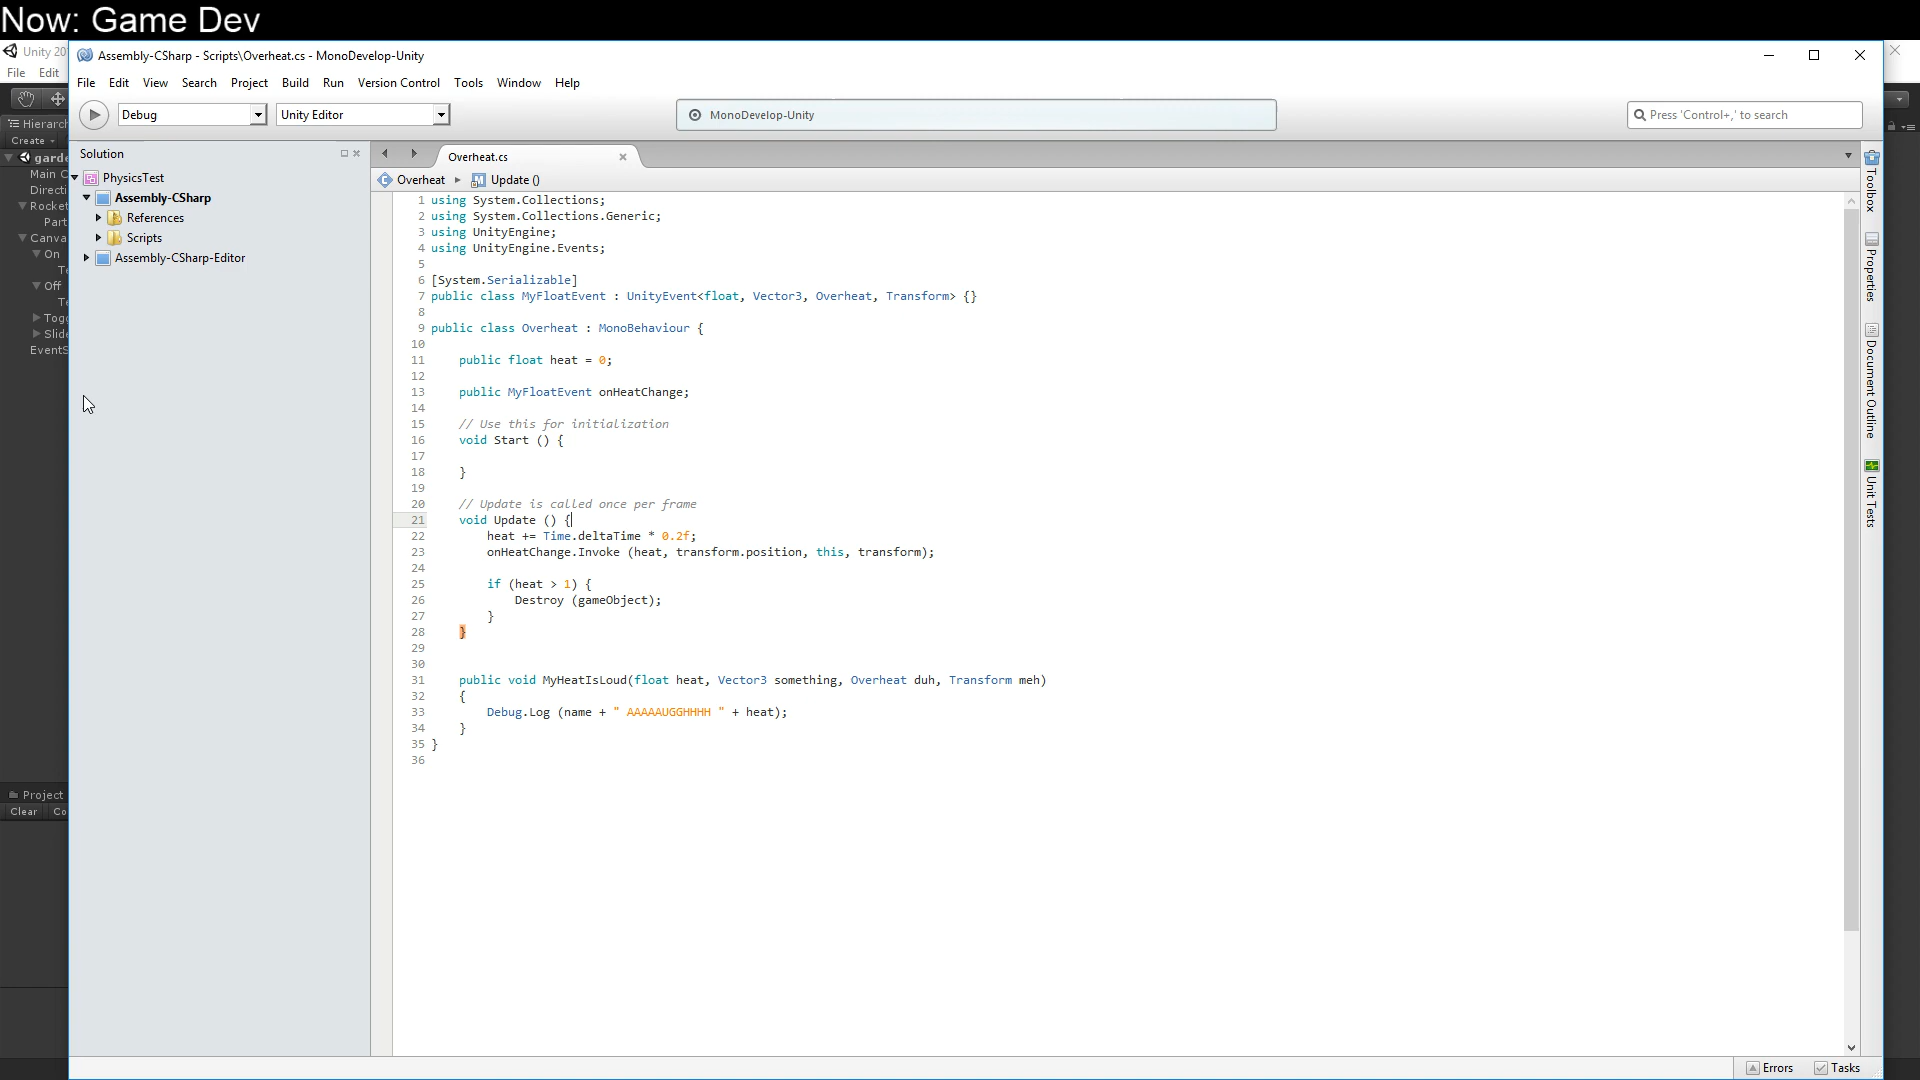 Now: Game Dev
Unity 20
Assembly-CSharp - Scripts\Overheat.cs - MonoDevelop-Unity
File Edit
File Edit View Search Project Build Run Version Control Tools Window Help
Debug
Unity Editor
MonoDevelop-Unity
Press 'Control+,' to search
Hierarch
Create
garde
Main C
Directi
Rocket
Part
Canva
On
Te
Off
Te
Togg
Slide
EventS
Project
Clear Co
Solution
PhysicsTest
Assembly-CSharp
References
Scripts
Assembly-CSharp-Editor
Overheat.cs
Overheat Update ()
1 using System.Collections;
2 using System.Collections.Generic;
3 using UnityEngine;
4 using UnityEngine.Events;
5
6 [System.Serializable]
7 public class MyFloatEvent : UnityEvent<float, Vector3, Overheat, Transform> {}
8
9 public class Overheat : MonoBehaviour {
10
11 public float heat = 0;
12
13 public MyFloatEvent onHeatChange;
14
15 // Use this for initialization
16 void Start () {
17
18 }
19
20 // Update is called once per frame
21 void Update () {
22 heat += Time.deltaTime * 0.2f;
23 onHeatChange.Invoke (heat, transform.position, this, transform);
24
25 if (heat > 1) {
26 Destroy (gameObject);
27 }
28 }
29
30
31 public void MyHeatIsLoud(float heat, Vector3 something, Overheat duh, Transform meh)
32 {
33 Debug.Log (name + " AAAAAUGGHHHH " + heat);
34 }
35 }
36
Toolbox
Properties
Document Outline
Unit Tests
Errors Tasks